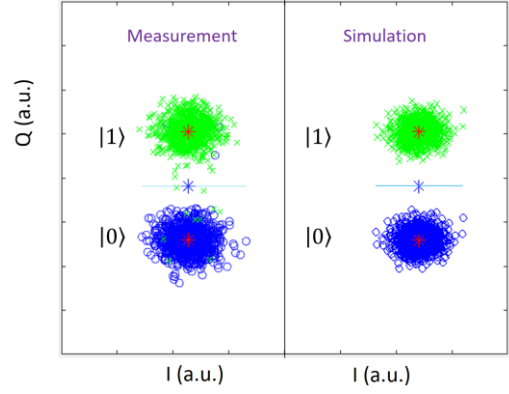 Measurement
Simulation
Q (a.u.)
|1⟩
|1⟩
|0⟩
|0⟩
I (a.u.)
I (a.u.)